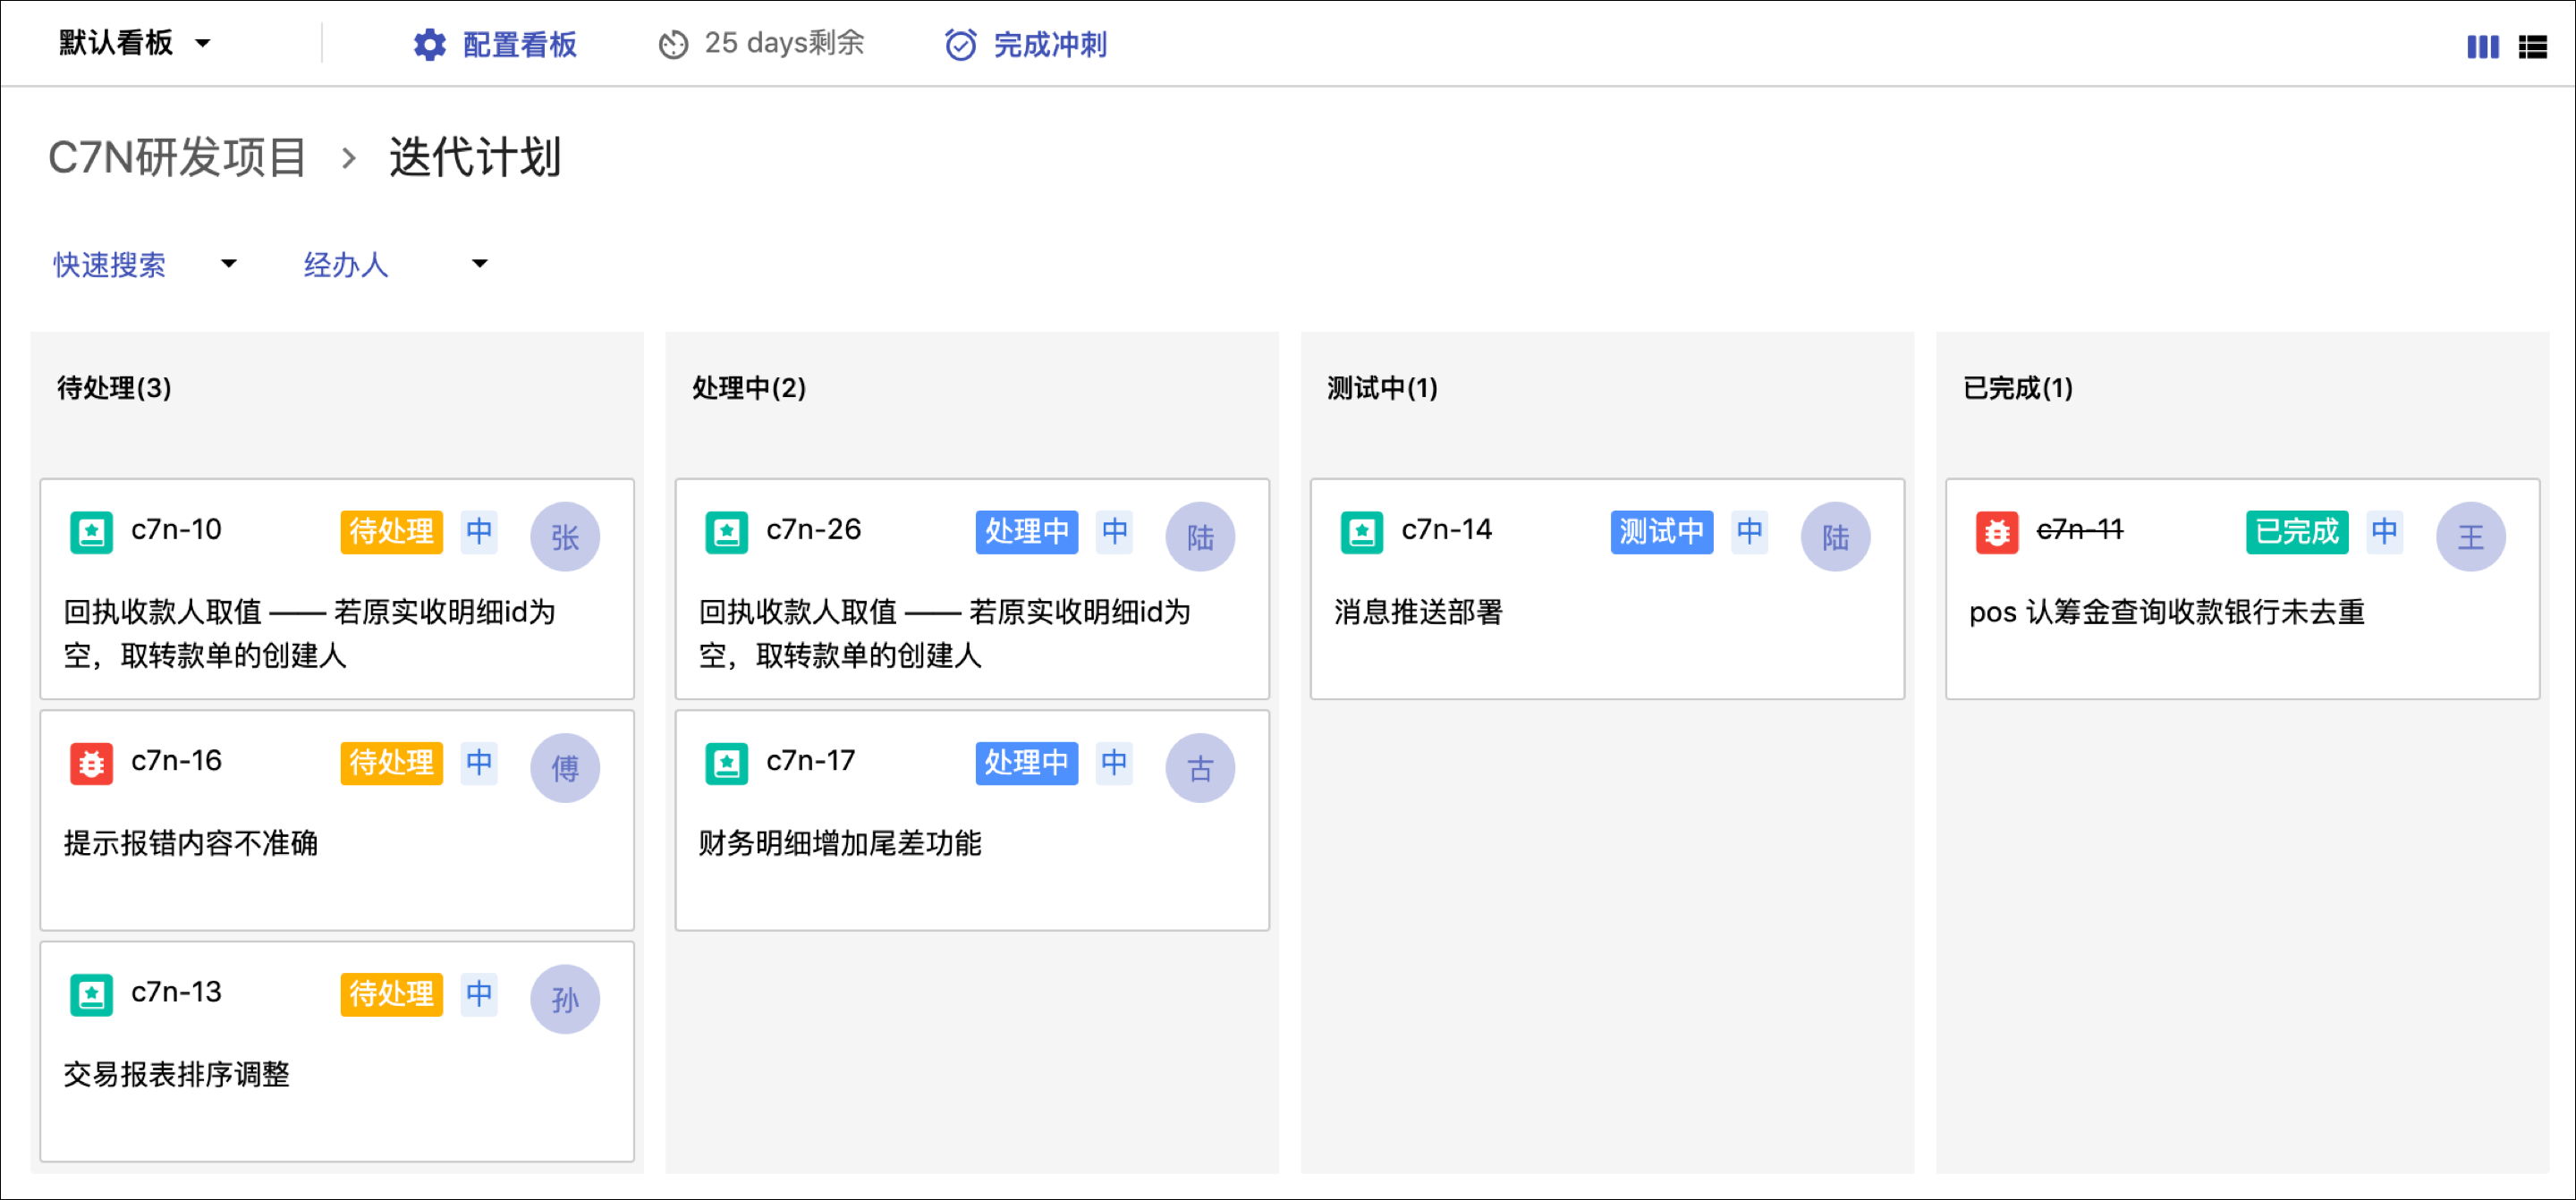 默认看板
配置看板
25 days剩余
完成冲刺
C7N研发项目 > 迭代计划
快速搜索
经办人
待处理(3)
c7n-10 待处理 中 张
回执收款人取值 —— 若原实收明细id为
空，取转款单的创建人
c7n-16 待处理 中 傅
提示报错内容不准确
c7n-13 待处理 中 孙
交易报表排序调整
处理中(2)
c7n-26 处理中 中 陆
回执收款人取值 —— 若原实收明细id为
空，取转款单的创建人
c7n-17 处理中 中 古
财务明细增加尾差功能
测试中(1)
c7n-14 测试中 中 陆
消息推送部署
已完成(1)
c7n-11 已完成 中 王
pos 认筹金查询收款银行未去重